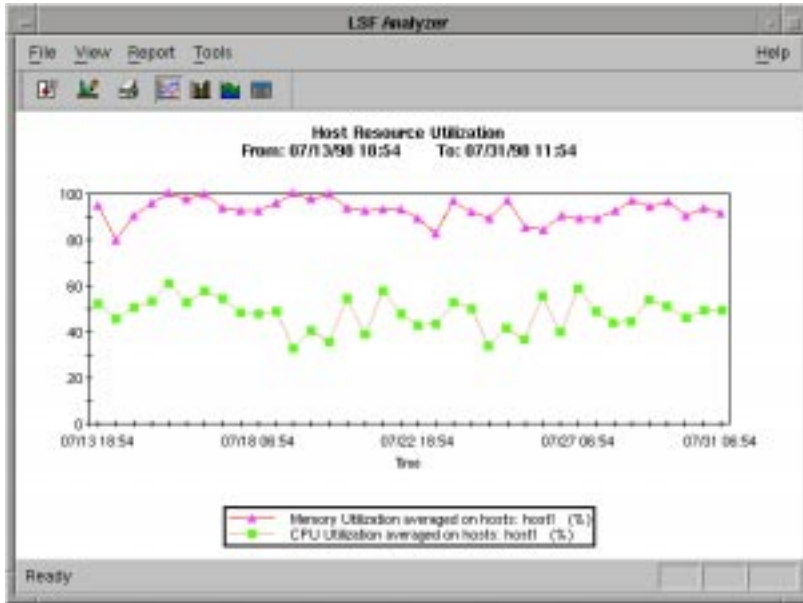 LSF Analyzer
File View Report Tools Help
Host Resource Utilization
From: 07/13/98 18:54 To: 07/31/98 11:54
100
80
60
40
20
0
07/13 18:54 07/18 06:54 07/22 18:54 07/27 06:54 07/31 06:54
Time
Memory Utilization averaged on hosts: host1 (%)
CPU Utilization averaged on hosts: host1 (%)
Ready